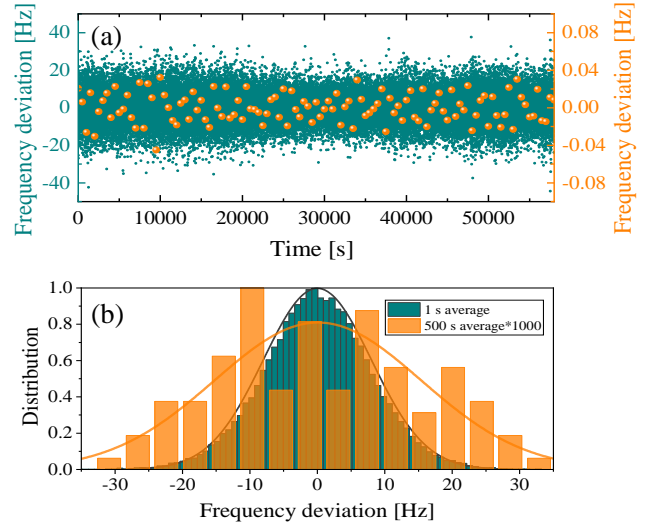 (a)
Frequency deviation [Hz]
40
20
0
-20
-40
0.08
0.04
0.00
-0.04
-0.08
Frequency deviation [Hz]
0 10000 20000 30000 40000 50000
Time [s]
(b)
1 s average
500 s average*1000
Distribution
1.0
0.8
0.6
0.4
0.2
0.0
-30 -20 -10 0 10 20 30
Frequency deviation [Hz]